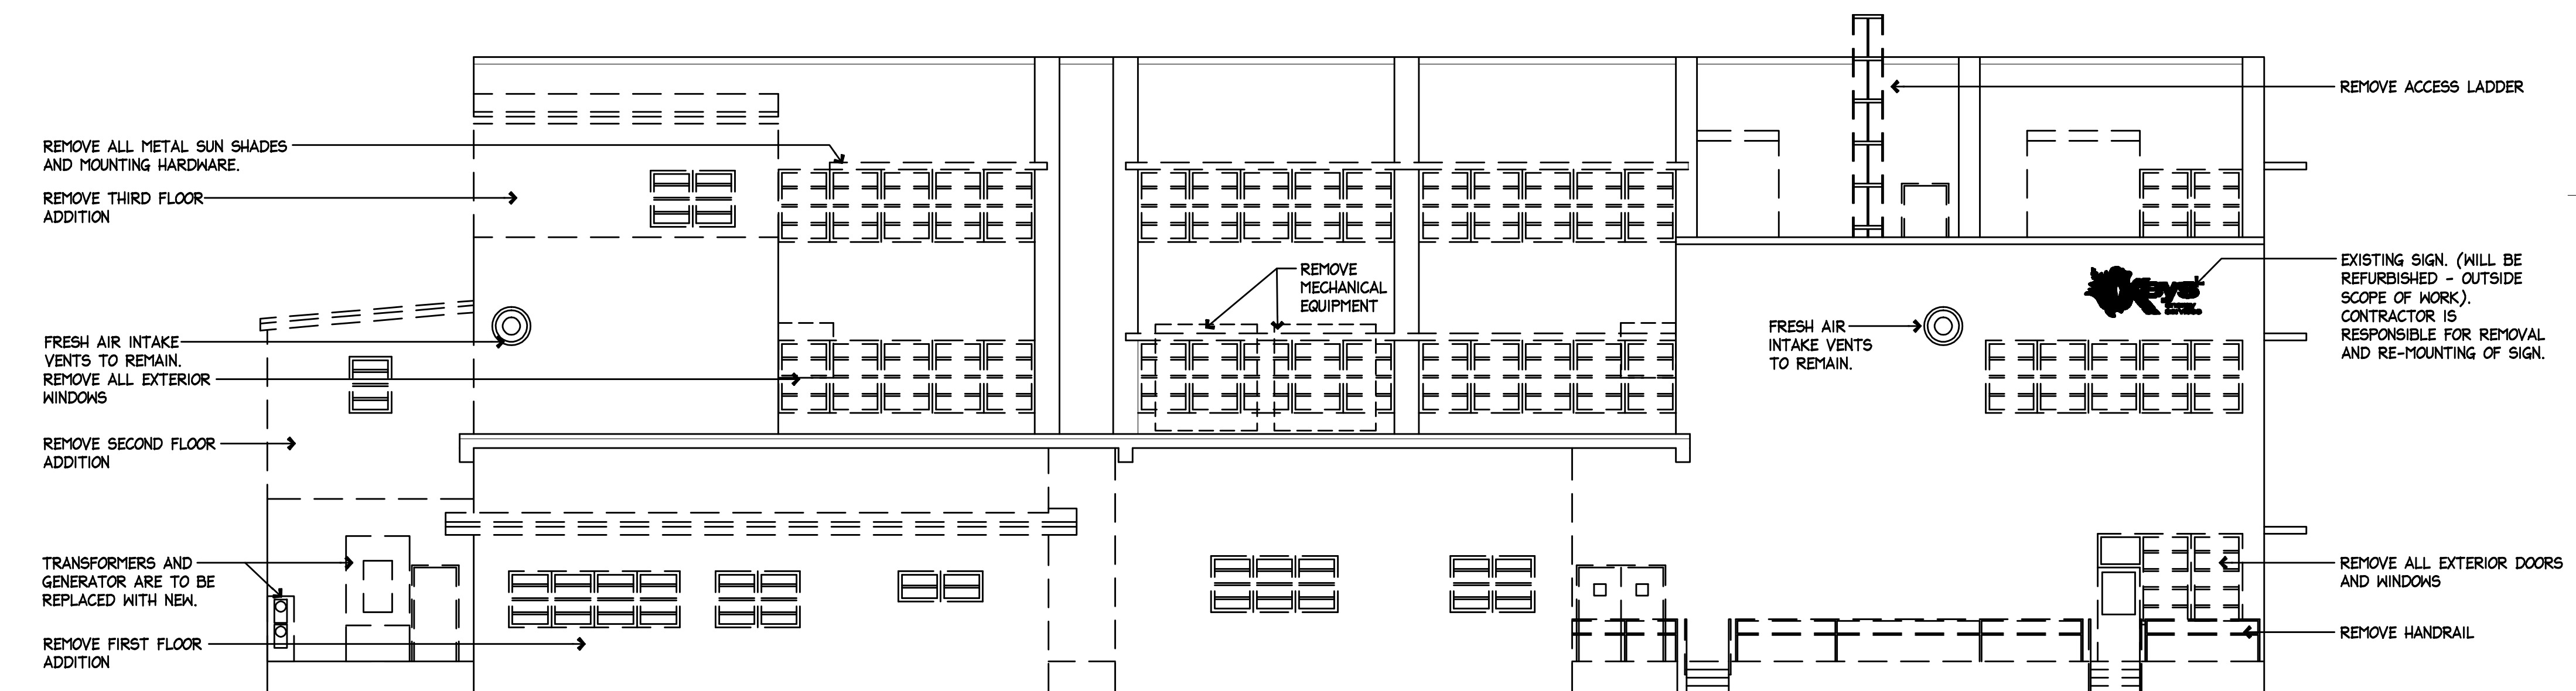 REMOVE ALL METAL SUN SHADES
AND MOUNTING HARDWARE.
REMOVE THIRD FLOOR
ADDITION
FRESH AIR INTAKE
VENTS TO REMAIN.
REMOVE ALL EXTERIOR
WINDOWS
REMOVE SECOND FLOOR
ADDITION
TRANSFORMERS AND
GENERATOR ARE TO BE
REPLACED WITH NEW.
REMOVE FIRST FLOOR
ADDITION
REMOVE
MECHANICAL
EQUIPMENT
FRESH AIR
INTAKE VENTS
TO REMAIN.
REMOVE ACCESS LADDER
EXISTING SIGN. (WILL BE
REFURBISHED - OUTSIDE
SCOPE OF WORK).
CONTRACTOR IS
RESPONSIBLE FOR REMOVAL
AND RE-MOUNTING OF SIGN.
REMOVE ALL EXTERIOR DOORS
AND WINDOWS
REMOVE HANDRAIL